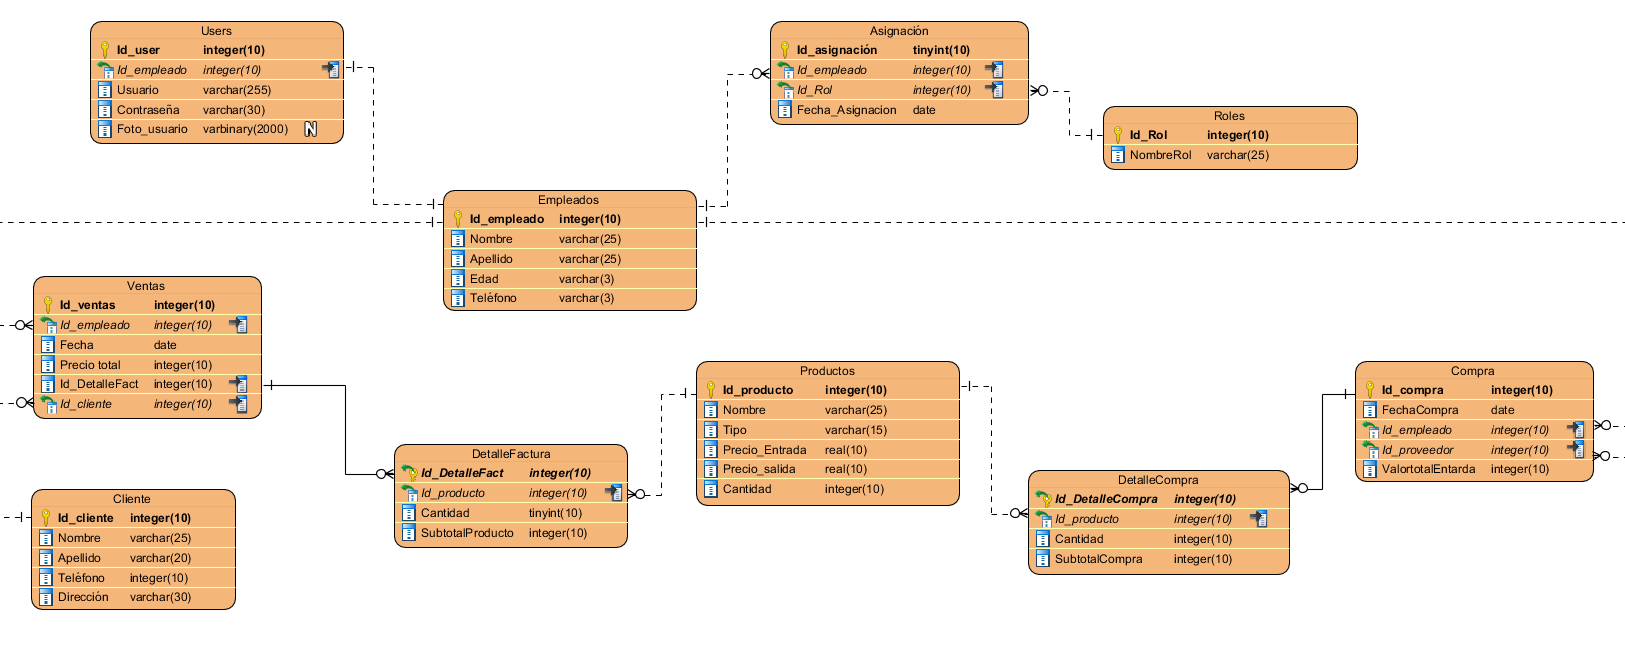 Users
Id_user integer(10)
Id_empleado integer(10)
Usuario varchar(255)
Contraseña varchar(30)
Foto_usuario varbinary(2000) N
Asignación
Id_asignación tinyint(10)
Id_empleado integer(10)
Id_Rol integer(10)
Fecha_Asignacion date
Roles
Id_Rol integer(10)
NombreRol varchar(25)
Empleados
Id_empleado integer(10)
Nombre varchar(25)
Apellido varchar(25)
Edad varchar(3)
Teléfono varchar(3)
Ventas
Id_ventas integer(10)
Id_empleado integer(10)
Fecha date
Precio total integer(10)
Id_DetalleFact integer(10)
Id_cliente integer(10)
Productos
Id_producto integer(10)
Nombre varchar(25)
Tipo varchar(15)
Precio_Entrada real(10)
Precio_salida real(10)
Cantidad integer(10)
Compra
Id_compra integer(10)
FechaCompra date
Id_empleado integer(10)
Id_proveedor integer(10)
ValortotalEntarda integer(10)
DetalleFactura
Id_DetalleFact integer(10)
Id_producto integer(10)
Cantidad tinyint(10)
SubtotalProducto integer(10)
DetalleCompra
Id_DetalleCompra integer(10)
Id_producto integer(10)
Cantidad integer(10)
SubtotalCompra integer(10)
Cliente
Id_cliente integer(10)
Nombre varchar(25)
Apellido varchar(20)
Teléfono integer(10)
Dirección varchar(30)